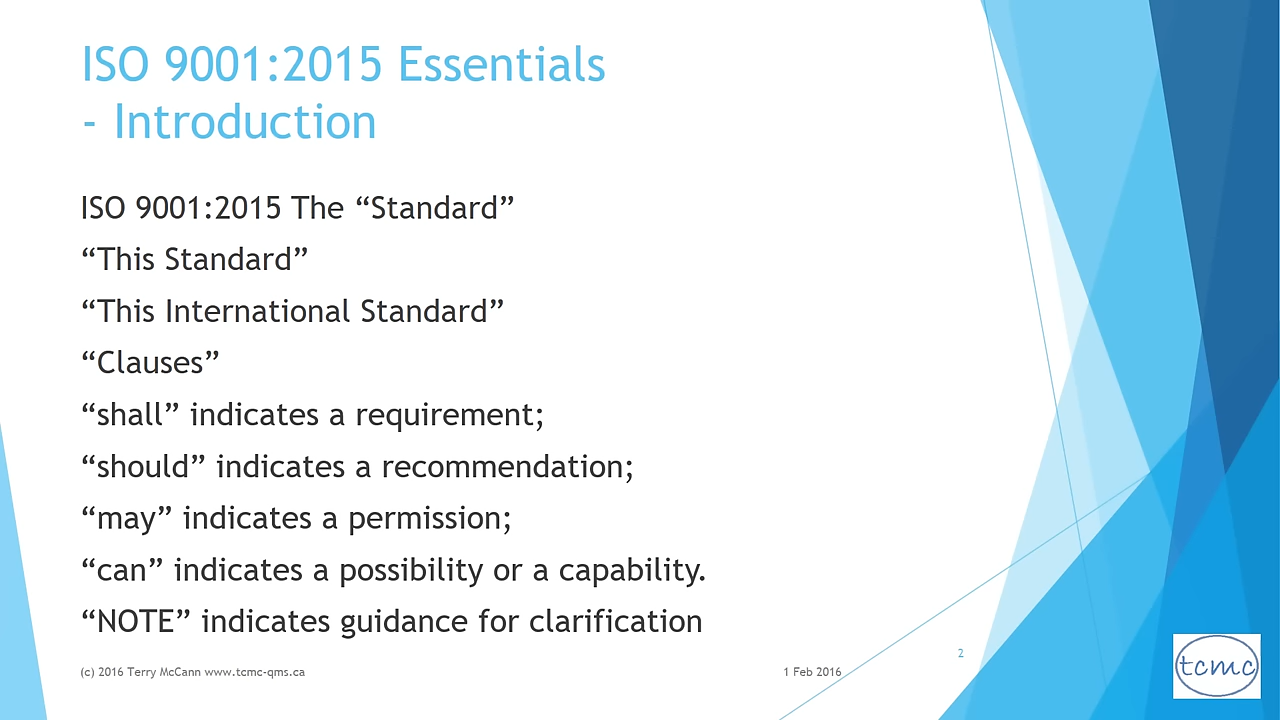 ISO 9001:2015 Essentials
- Introduction
ISO 9001:2015 The “Standard”
“This Standard”
“This International Standard”
“Clauses”
“shall” indicates a requirement;
“should” indicates a recommendation;
“may” indicates a permission;
“can” indicates a possibility or a capability.
“NOTE” indicates guidance for clarification
2
(c) 2016 Terry McCann www.tcmc-qms.ca
1 Feb 2016
tcmc